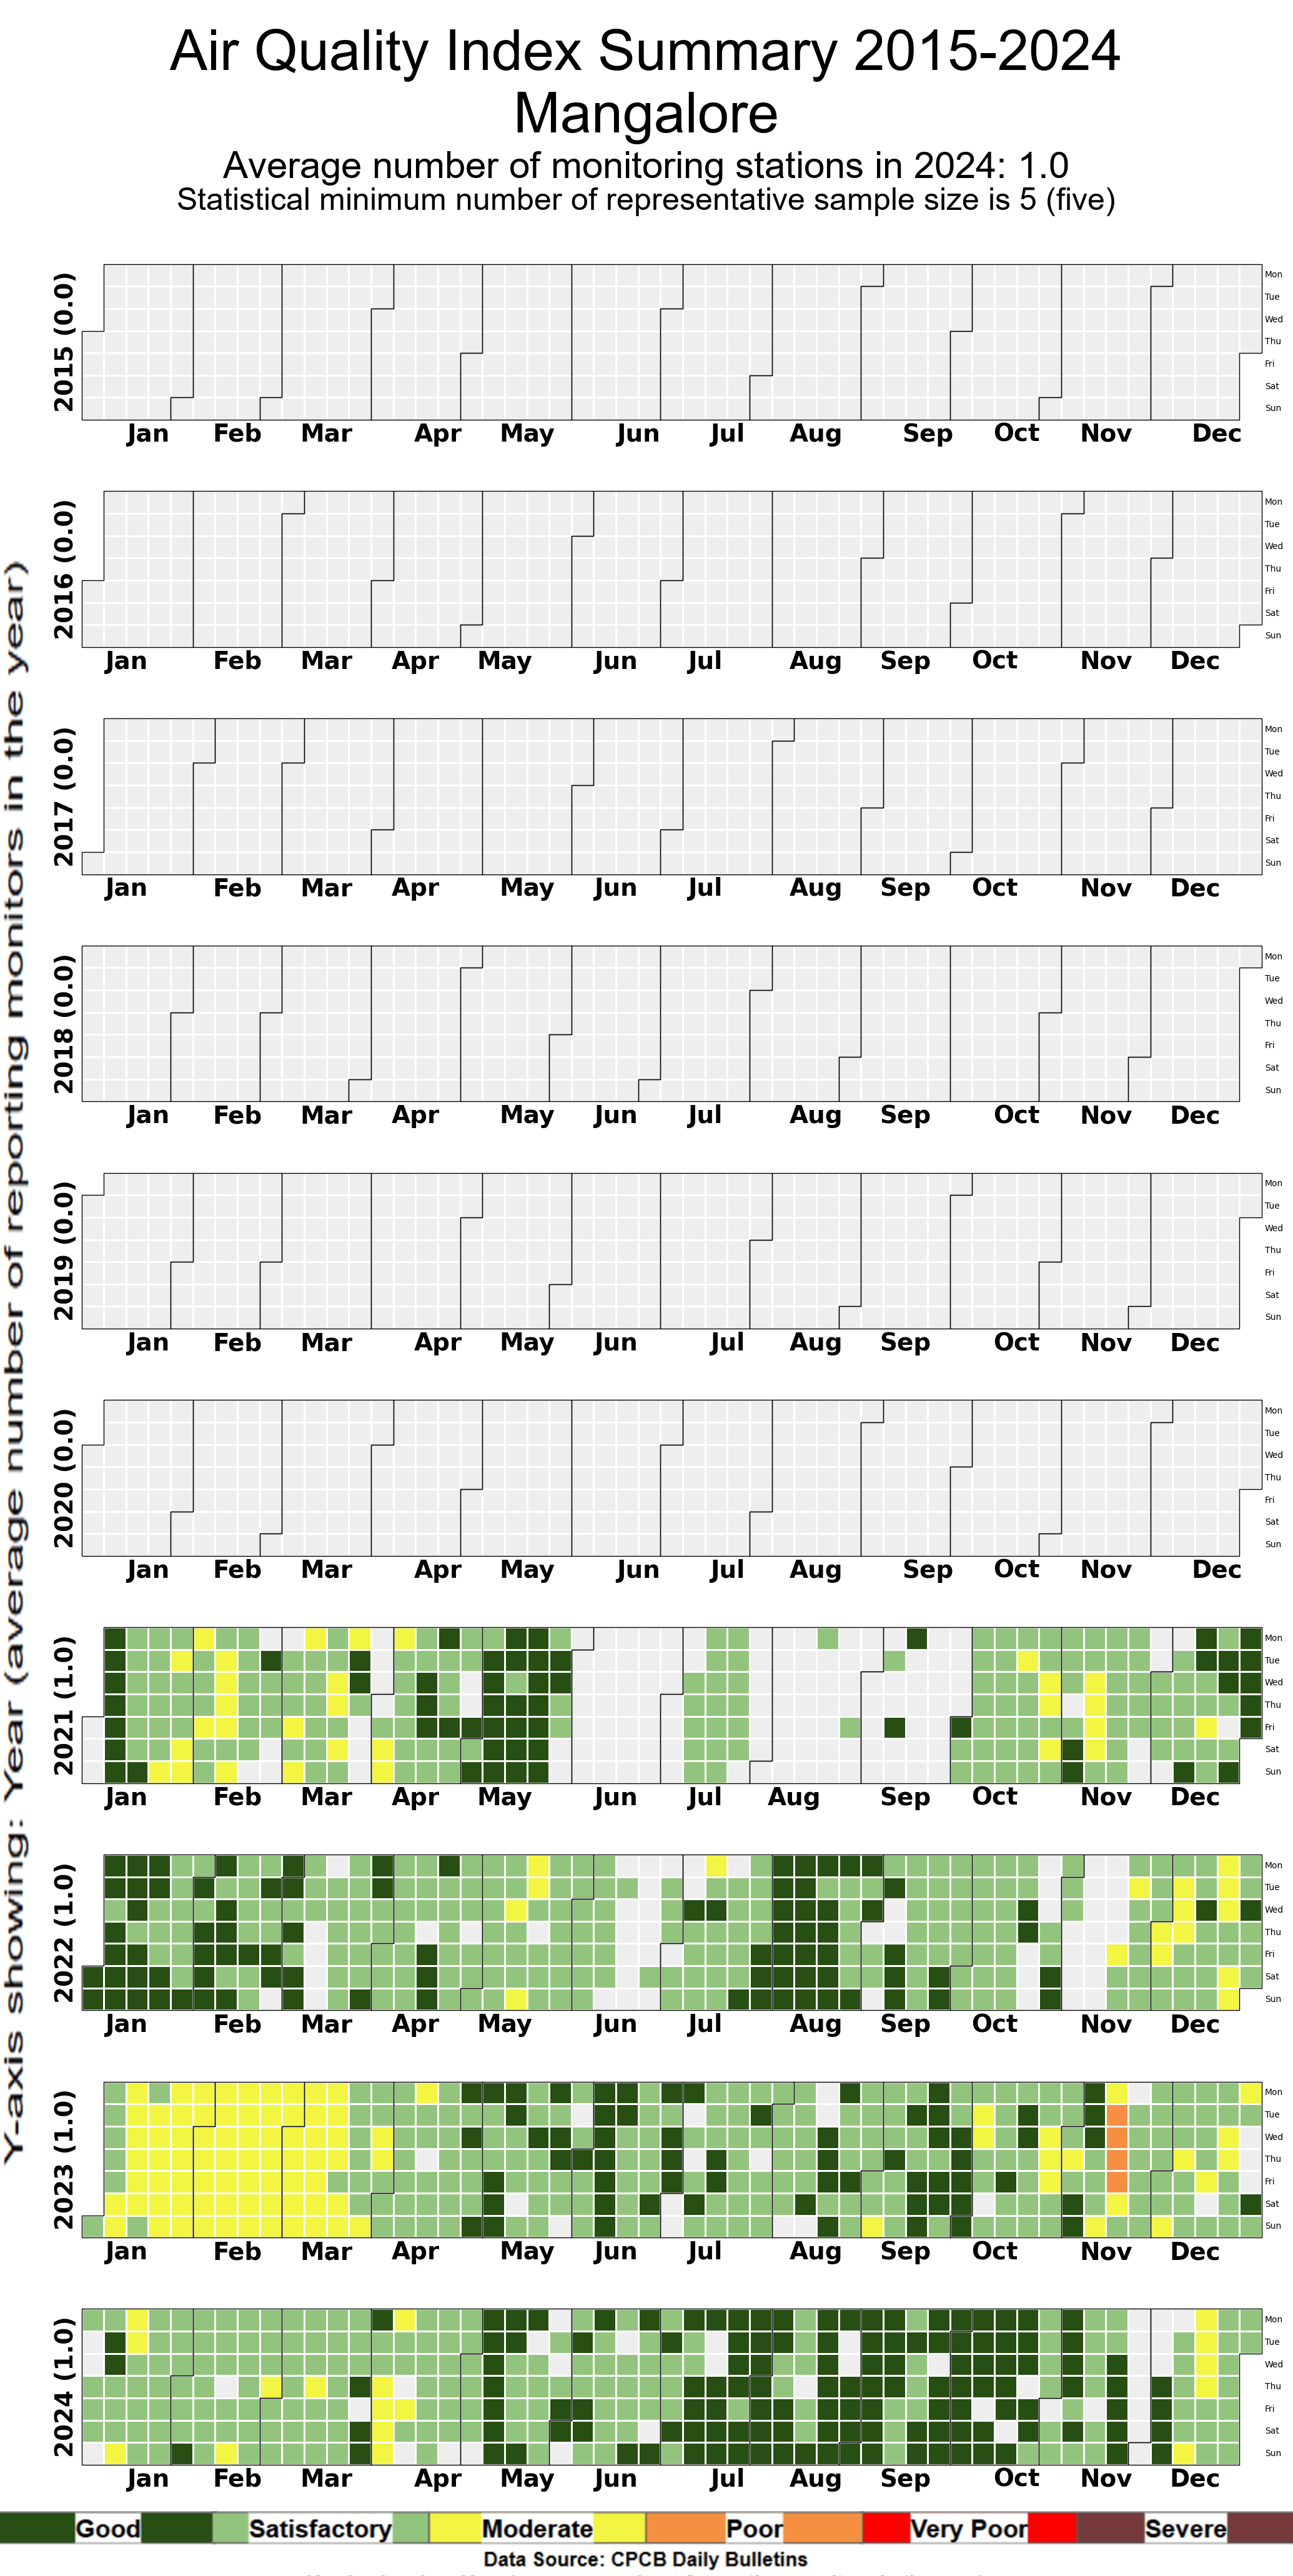 Air Quality Index Summary 2015-2024
Mangalore
Average number of monitoring stations in 2024: 1.0
Statistical minimum number of representative sample size is 5 (five)
Y-axis showing: Year (average number of reporting monitors in the year)
2015 (0.0)
Mon
Tue
Wed
Thu
Fri
Sat
Sun
Jan Feb Mar Apr May Jun Jul Aug Sep Oct Nov Dec
2016 (0.0)
Mon
Tue
Wed
Thu
Fri
Sat
Sun
Jan Feb Mar Apr May Jun Jul Aug Sep Oct Nov Dec
2017 (0.0)
Mon
Tue
Wed
Thu
Fri
Sat
Sun
Jan Feb Mar Apr May Jun Jul Aug Sep Oct Nov Dec
2018 (0.0)
Mon
Tue
Wed
Thu
Fri
Sat
Sun
Jan Feb Mar Apr May Jun Jul Aug Sep Oct Nov Dec
2019 (0.0)
Mon
Tue
Wed
Thu
Fri
Sat
Sun
Jan Feb Mar Apr May Jun Jul Aug Sep Oct Nov Dec
2020 (0.0)
Mon
Tue
Wed
Thu
Fri
Sat
Sun
Jan Feb Mar Apr May Jun Jul Aug Sep Oct Nov Dec
2021 (1.0)
Mon
Tue
Wed
Thu
Fri
Sat
Sun
Jan Feb Mar Apr May Jun Jul Aug Sep Oct Nov Dec
2022 (1.0)
Mon
Tue
Wed
Thu
Fri
Sat
Sun
Jan Feb Mar Apr May Jun Jul Aug Sep Oct Nov Dec
2023 (1.0)
Mon
Tue
Wed
Thu
Fri
Sat
Sun
Jan Feb Mar Apr May Jun Jul Aug Sep Oct Nov Dec
2024 (1.0)
Mon
Tue
Wed
Thu
Fri
Sat
Sun
Jan Feb Mar Apr May Jun Jul Aug Sep Oct Nov Dec
Good Satisfactory Moderate Poor Very Poor Severe
Data Source: CPCB Daily Bulletins